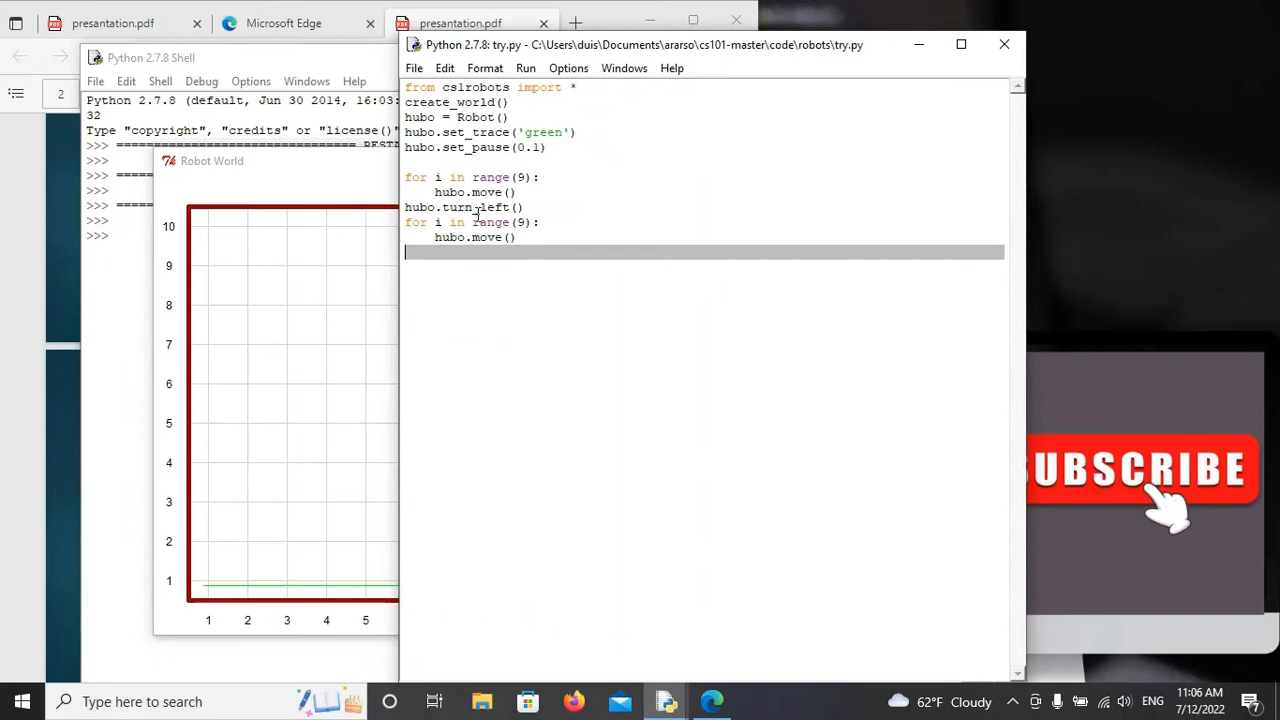 presantation.pdf
Microsoft Edge
presantation.pdf
Python 2.7.8 Shell
File Edit Shell Debug Options Windows Help
2
Python 2.7.8 (default, Jun 30 2014, 16:03:
32
Type "copyright", "credits" or "license()"
>>> ================================ RESTA
>>>
>>> =====
>>>
>>> =====
>>>
>>>
Robot World
10
9
8
7
6
5
4
3
2
1
1 2 3 4 5
Python 2.7.8: try.py - C:\Users\duis\Documents\ararso\cs101-master\code\robots\try.py
File Edit Format Run Options Windows Help
from cs1robots import *
create_world()
hubo = Robot()
hubo.set_trace('green')
hubo.set_pause(0.1)
for i in range(9):
    hubo.move()
hubo.turn_left()
for i in range(9):
    hubo.move()
SUBSCRIBE
Type here to search
62°F Cloudy
ENG
11:06 AM
7/12/2022
7